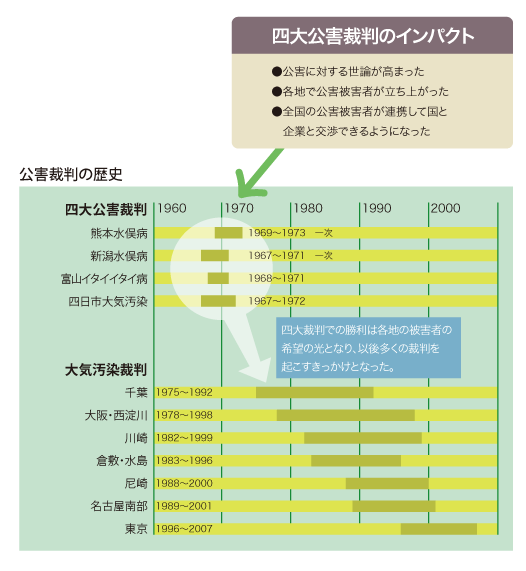 四大公害裁判のインパクト
●公害に対する世論が高まった
●各地で公害被害者が立ち上がった
●全国の公害被害者が連携して国と
企業と交渉できるようになった
公害裁判の歴史
四大公害裁判 1960 1970 1980 1990 2000
熊本水俣病 1969〜1973 一次
新潟水俣病 1967〜1971 一次
富山イタイイタイ病 1968〜1971
四日市大気汚染 1967〜1972
四大裁判での勝利は各地の被害者の
希望の光となり、以後多くの裁判を
起こすきっかけとなった。
大気汚染裁判
千葉 1975〜1992
大阪・西淀川 1978〜1998
川崎 1982〜1999
倉敷・水島 1983〜1996
尼崎 1988〜2000
名古屋南部 1989〜2001
東京 1996〜2007